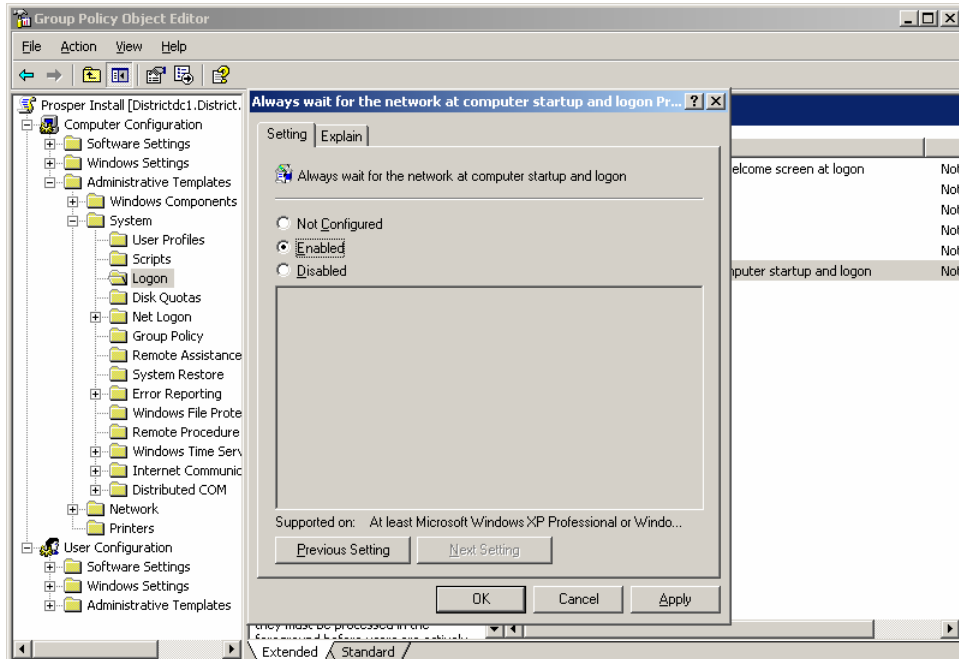 Group Policy Object Editor
File Action View Help
Prosper Install [Districtdc1.District.
Computer Configuration
Software Settings
Windows Settings
Administrative Templates
Windows Components
System
User Profiles
Scripts
Logon
Disk Quotas
Net Logon
Group Policy
Remote Assistance
System Restore
Error Reporting
Windows File Prote
Remote Procedure
Windows Time Serv
Internet Communic
Distributed COM
Network
Printers
User Configuration
Software Settings
Windows Settings
Administrative Templates
Always wait for the network at computer startup and logon Pr...
Setting Explain
Always wait for the network at computer startup and logon
Not Configured
Enabled
Disabled
Supported on: At least Microsoft Windows XP Professional or Windo...
Previous Setting Next Setting
OK Cancel Apply
elcome screen at logon Not
Not
Not
Not
Not
nputer startup and logon Not
they must be processed in the
foreground before users are actively
Extended Standard